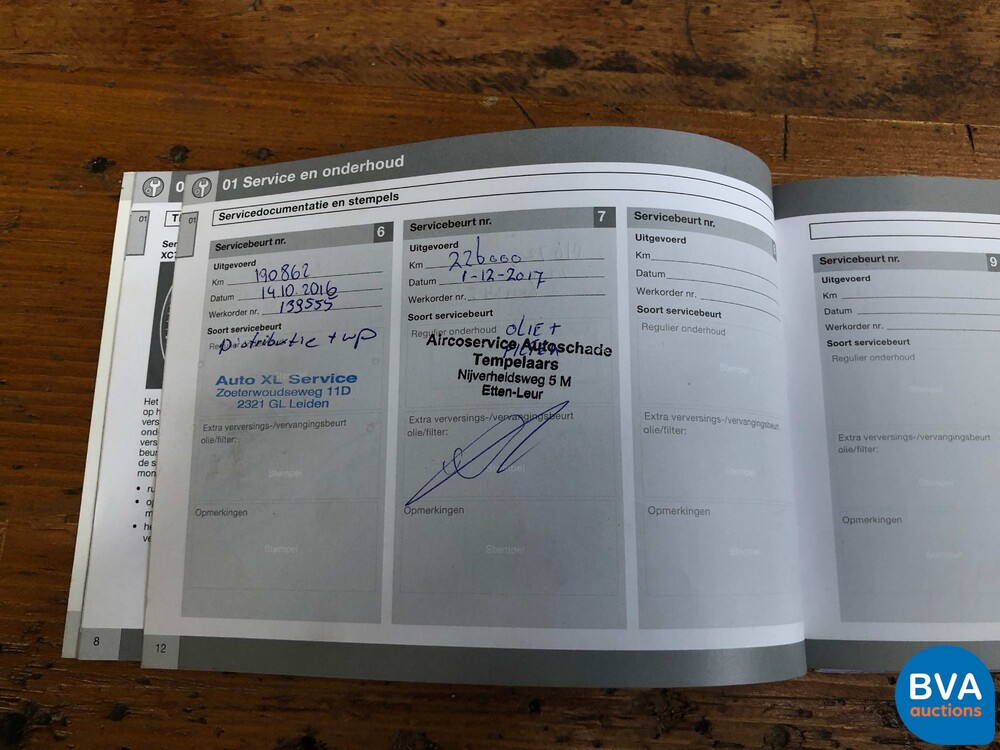 01 Service en onderhoud
01
01
Servicedocumentatie en stempels
Servicebeurt nr. 6
Uitgevoerd
Km 190862
Datum 14.10.2016
Werkorder nr. 139555
Soort servicebeurt
Distributie + wp
Auto XL Service
Zoeterwoudseweg 11D
2321 GL Leiden
Extra verversings-/vervangingsbeurt
olie/filter:
Stempel
Opmerkingen
Stempel
Servicebeurt nr. 7
Uitgevoerd
Km 226000
Datum 1-12-2017
Werkorder nr.
Soort servicebeurt
Regulier onderhoud OLIE +
FILTER
Aircoservice Autoschade
Tempelaars
Nijverheidsweg 5 M
Etten-Leur
Extra verversings-/vervangingsbeurt
olie/filter:
Opmerkingen
Stempel
Servicebeurt nr.
Uitgevoerd
Km
Datum
Werkorder nr.
Soort servicebeurt
Regulier onderhoud
Stempel
Extra verversings-/vervangingsbeurt
olie/filter:
Stempel
Opmerkingen
Stempel
Servicebeurt nr. 9
Uitgevoerd
Km
Datum
Werkorder nr.
Soort servicebeurt
Regulier onderhoud
Stempel
Extra verversings-/vervangingsbeurt
olie/filter:
Stempel
Opmerkingen
Stempel
8
12
BVA
auctions